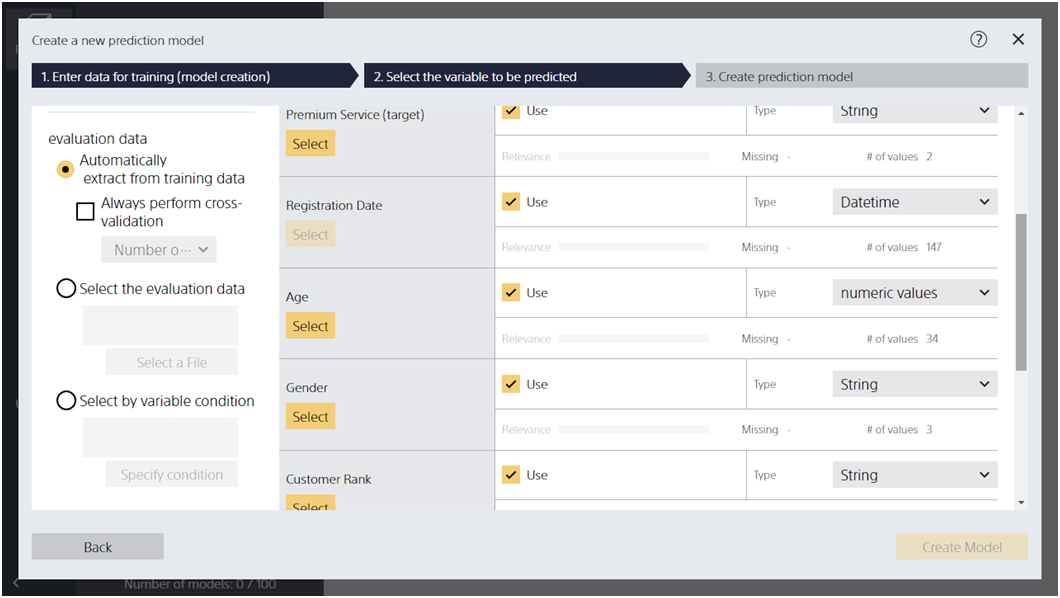 Create a new prediction model
1. Enter data for training (model creation)
2. Select the variable to be predicted
3. Create prediction model
evaluation data
Automatically
extract from training data
Always perform cross-
validation
Number o···
Select the evaluation data
Select a File
Select by variable condition
Specify condition
Premium Service (target)
Select
Use
Type
String
Relevance
Missing -
# of values 2
Registration Date
Select
Use
Type
Datetime
Relevance
Missing -
# of values 147
Age
Select
Use
Type
numeric values
Relevance
Missing -
# of values 34
Gender
Select
Use
Type
String
Relevance
Missing -
# of values 3
Customer Rank
Select
Use
Type
String
Back
Create Model
Number of models: 0 / 100